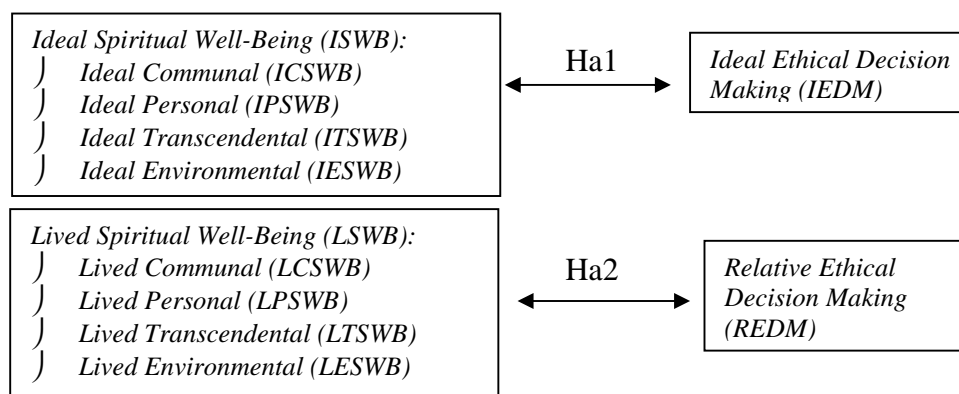 Ideal Spiritual Well-Being (ISWB):
⌡ Ideal Communal (ICSWB)
⌡ Ideal Personal (IPSWB)
⌡ Ideal Transcendental (ITSWB)
⌡ Ideal Environmental (IESWB)
Ha1
Ideal Ethical Decision
Making (IEDM)
Lived Spiritual Well-Being (LSWB):
⌡ Lived Communal (LCSWB)
⌡ Lived Personal (LPSWB)
⌡ Lived Transcendental (LTSWB)
⌡ Lived Environmental (LESWB)
Ha2
Relative Ethical
Decision Making
(REDM)